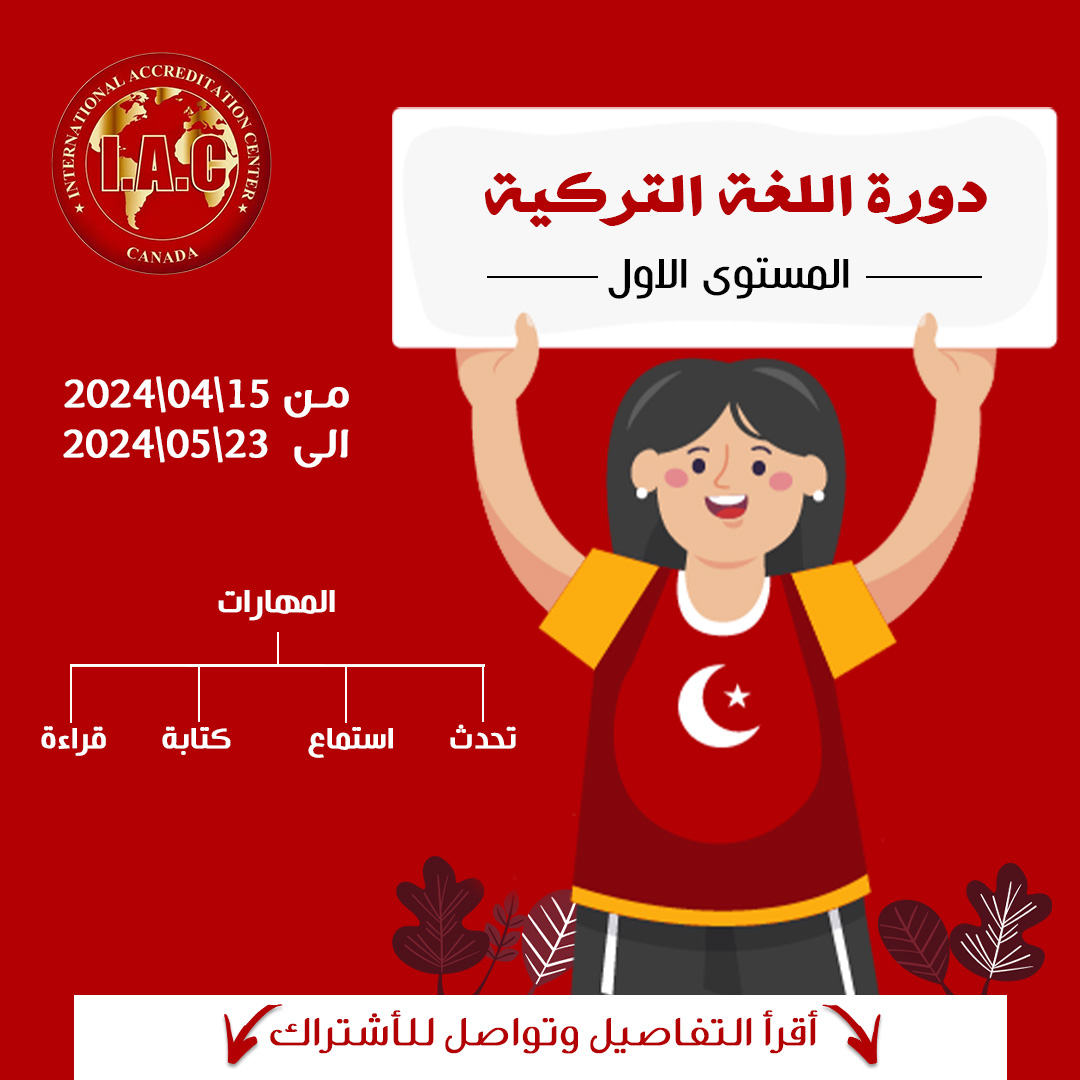 INTERNATIONAL ACCREDITATION CENTER
I.A.C
CANADA
دورة اللغة التركية
المستوى الاول
من 15\04\2024
الى 23\05\2024
المهارات
تحدث استماع كتابة قراءة
أقرأ التفاصيل وتواصل للأشتراك